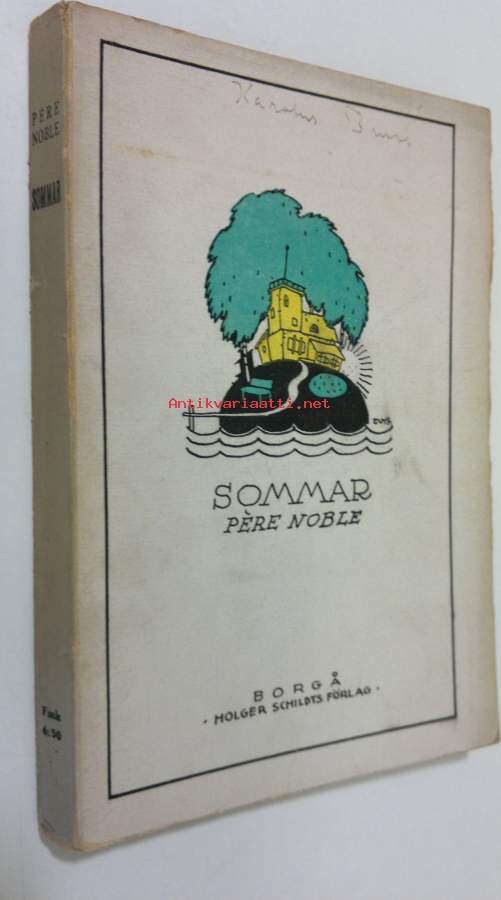 PÈRE
NOBLE
SOMMAR
Fmk
6:50
Antikvariaatti.net
SOMMAR
PÈRE NOBLE
BORGÅ
· HOLGER SCHILDTS FÖRLAG ·